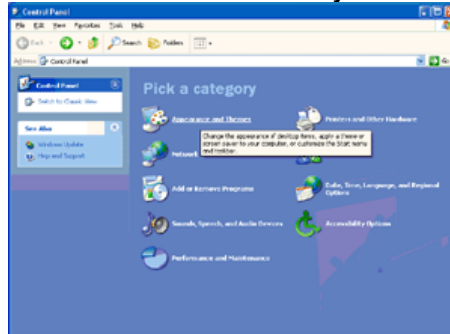 Control Panel
File Edit View Favorites Tools Help
Back Search Folders
Address Control Panel Go
Control Panel
Switch to Classic View
See Also
Windows Update
Help and Support
Pick a category
Appearance and Themes
Printers and Other Hardware
Change the appearance of desktop items, apply a theme or
screen saver to your computer, or customize the Start menu
and taskbar.
Network
Add or Remove Programs
Date, Time, Language, and Regional
Options
Sounds, Speech, and Audio Devices
Accessibility Options
Performance and Maintenance